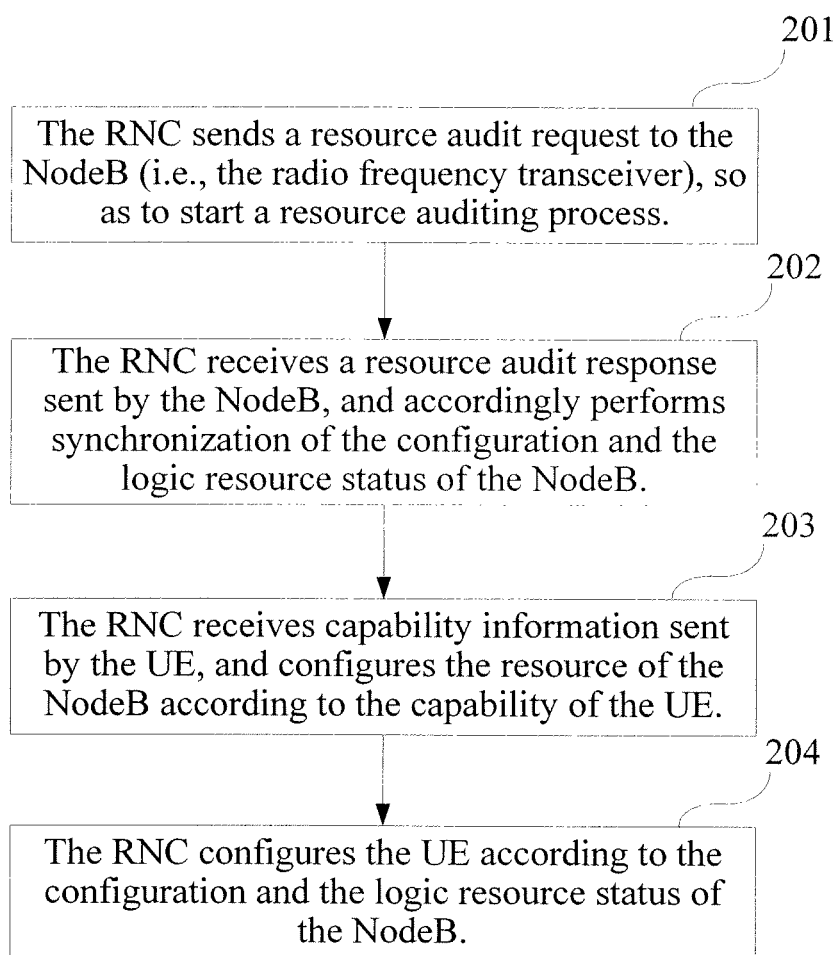 201
The RNC sends a resource audit request to the
NodeB (i.e., the radio frequency transceiver), so
as to start a resource auditing process.
202
The RNC receives a resource audit response
sent by the NodeB, and accordingly performs
synchronization of the configuration and the
logic resource status of the NodeB.
203
The RNC receives capability information sent
by the UE, and configures the resource of the
NodeB according to the capability of the UE.
204
The RNC configures the UE according to the
configuration and the logic resource status of
the NodeB.